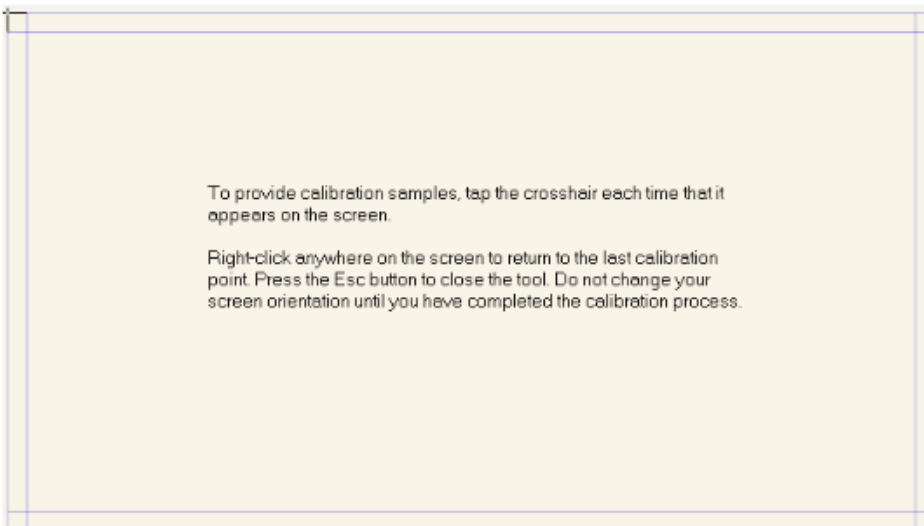 To provide calibration samples, tap the crosshair each time that it
appears on the screen.
Right-click anywhere on the screen to return to the last calibration
point. Press the Esc button to close the tool. Do not change your
screen orientation until you have completed the calibration process.